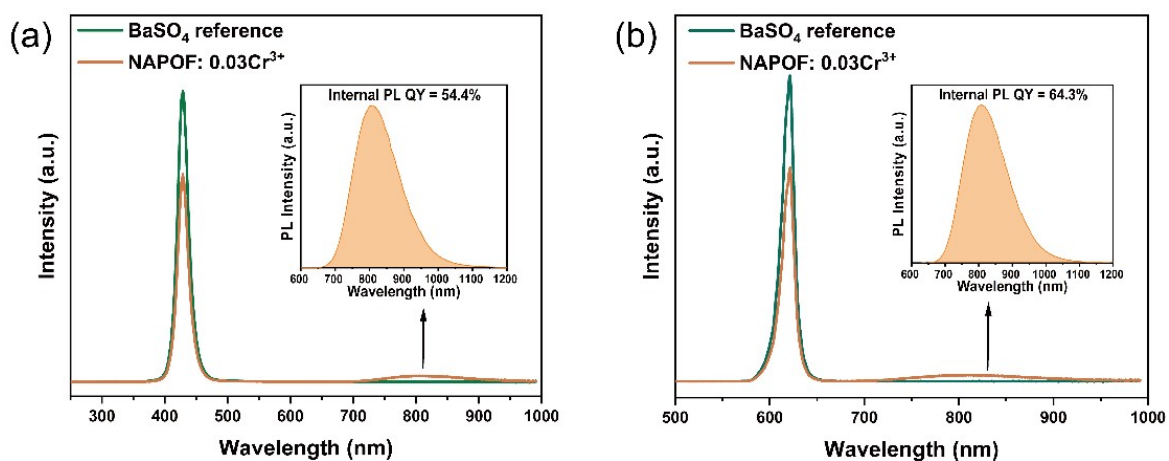 (a)
BaSO₄ reference
NAPOF: 0.03Cr³⁺
Internal PL QY = 54.4%
PL Intensity (a.u.)
600 700 800 900 1000 1100 1200
Wavelength (nm)
Intensity (a.u.)
300 400 500 600 700 800 900 1000
Wavelength (nm)
(b)
BaSO₄ reference
NAPOF: 0.03Cr³⁺
Internal PL QY = 64.3%
PL Intensity (a.u.)
600 700 800 900 1000 1100 1200
Wavelength (nm)
Intensity (a.u.)
500 600 700 800 900 1000
Wavelength (nm)